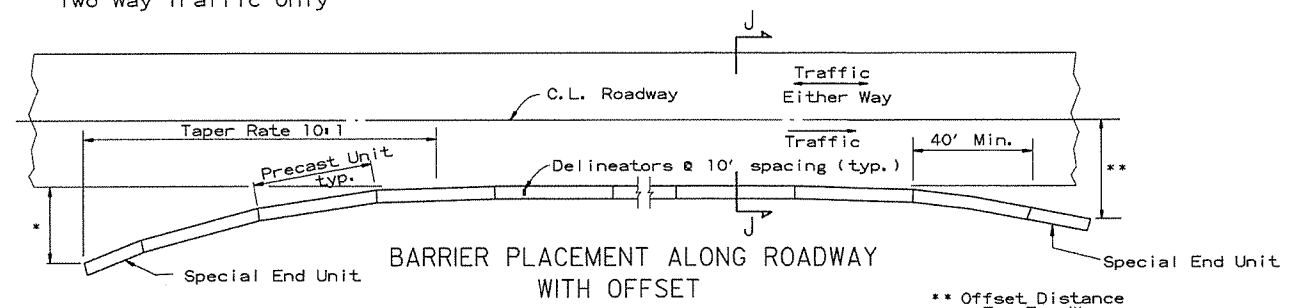 Two Way Traffic Only
J
Traffic
Either Way
C.L. Roadway
Taper Rate 10:1
Traffic
40' Min.
Precast Unit
typ.
Delineators @ 10' spacing (typ.)
**
*
J
BARRIER PLACEMENT ALONG ROADWAY
WITH OFFSET
Special End Unit
Special End Unit
** Offset Distance